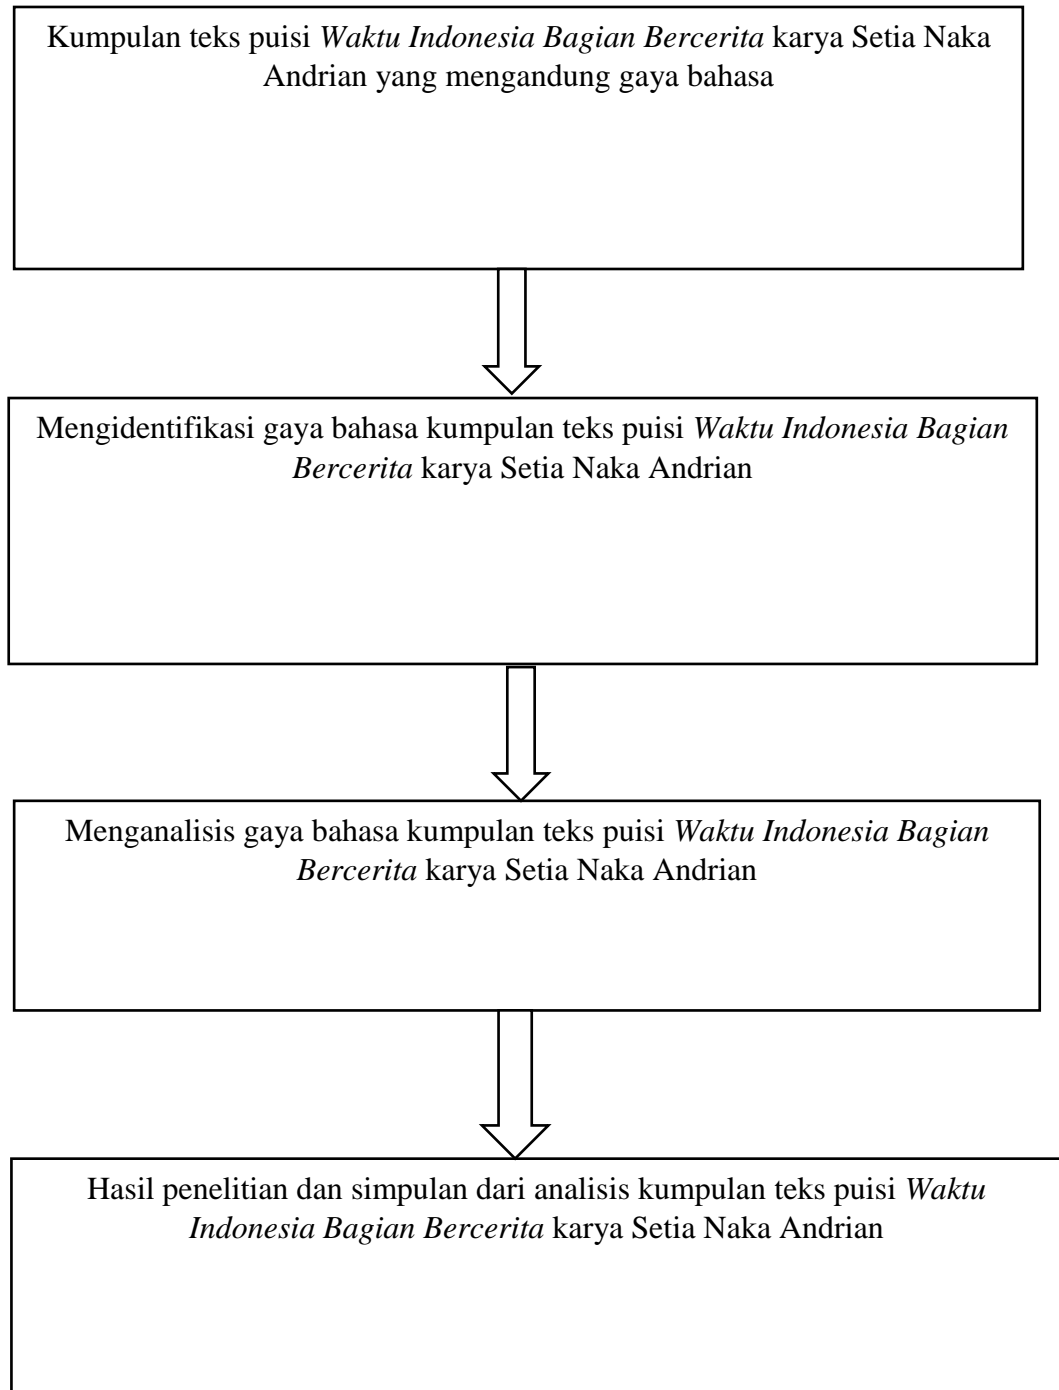 Kumpulan teks puisi Waktu Indonesia Bagian Bercerita karya Setia Naka
Andrian yang mengandung gaya bahasa
Mengidentifikasi gaya bahasa kumpulan teks puisi Waktu Indonesia Bagian
Bercerita karya Setia Naka Andrian
Menganalisis gaya bahasa kumpulan teks puisi Waktu Indonesia Bagian
Bercerita karya Setia Naka Andrian
Hasil penelitian dan simpulan dari analisis kumpulan teks puisi Waktu
Indonesia Bagian Bercerita karya Setia Naka Andrian